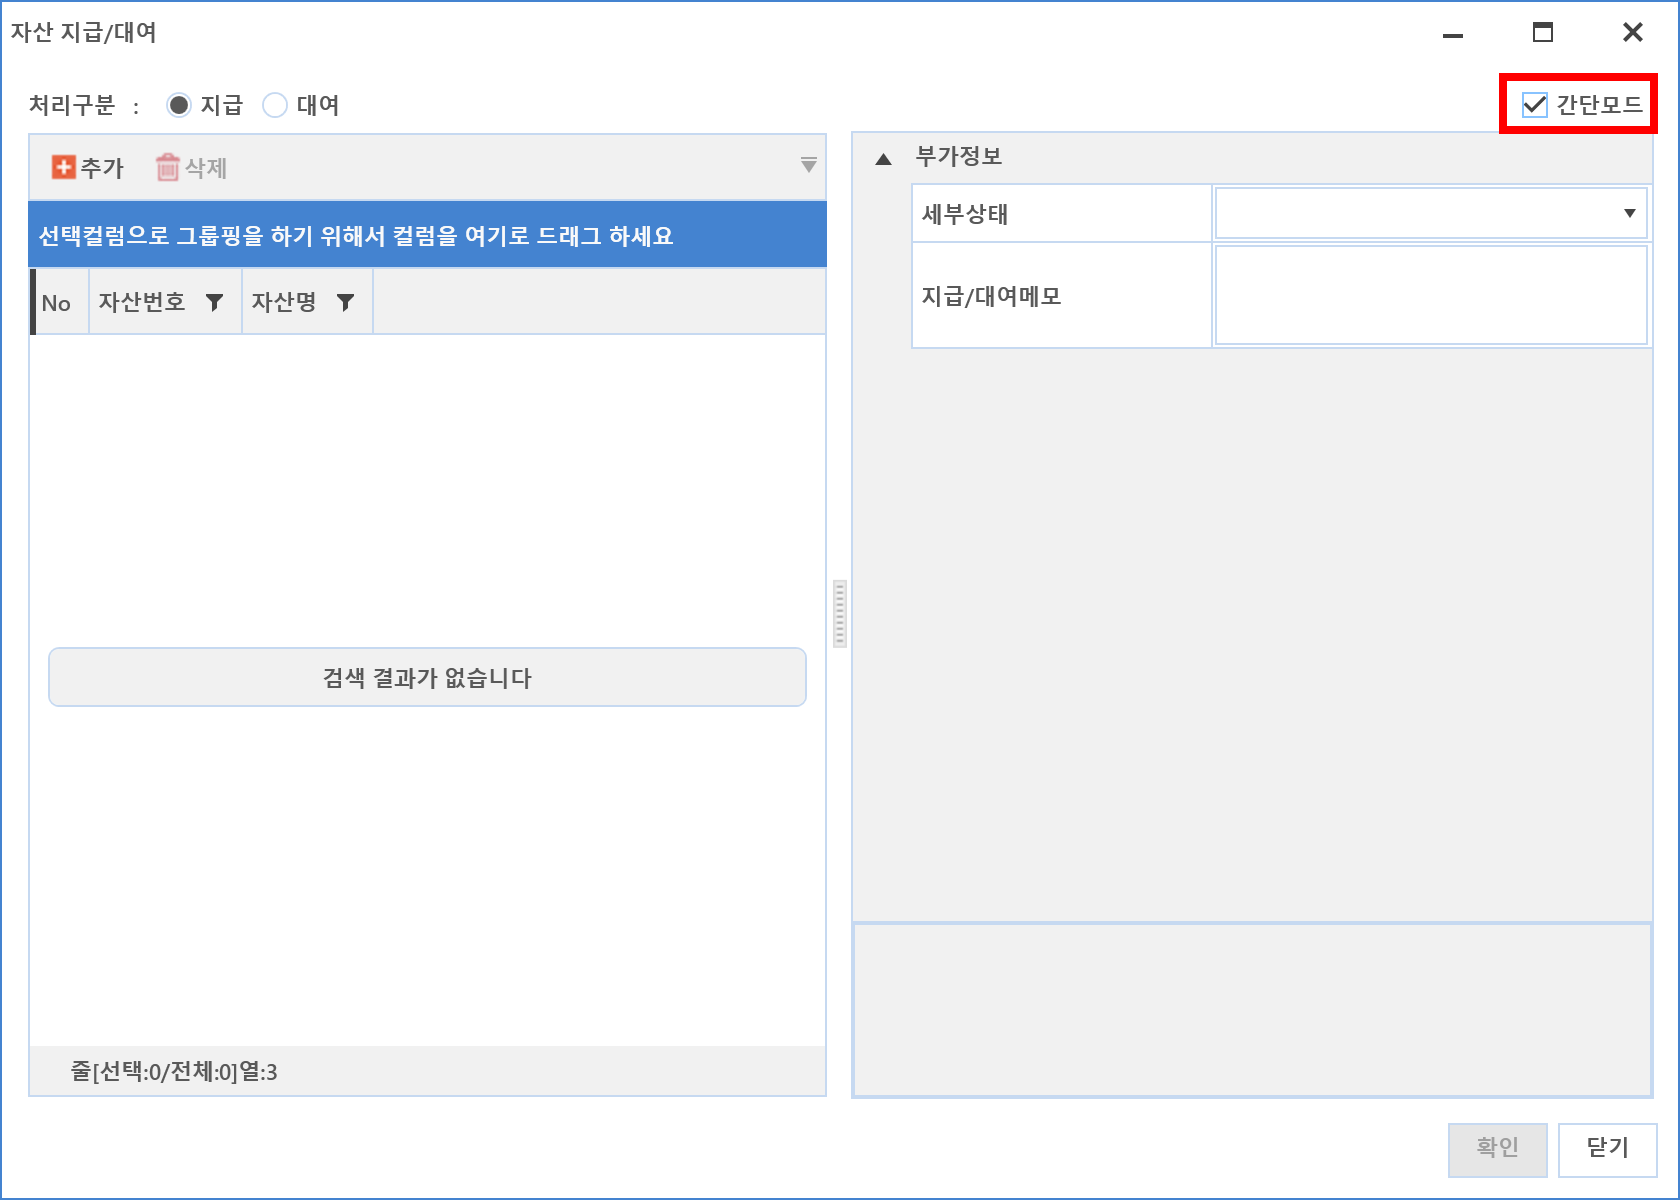 자산 지급/대여
처리구분 : 지급 대여
간단모드
추가 삭제
선택컬럼으로 그룹핑을 하기 위해서 컬럼을 여기로 드래그 하세요
No 자산번호 자산명
검색 결과가 없습니다
줄[선택:0/전체:0]열:3
부가정보
세부상태
지급/대여메모
확인 닫기